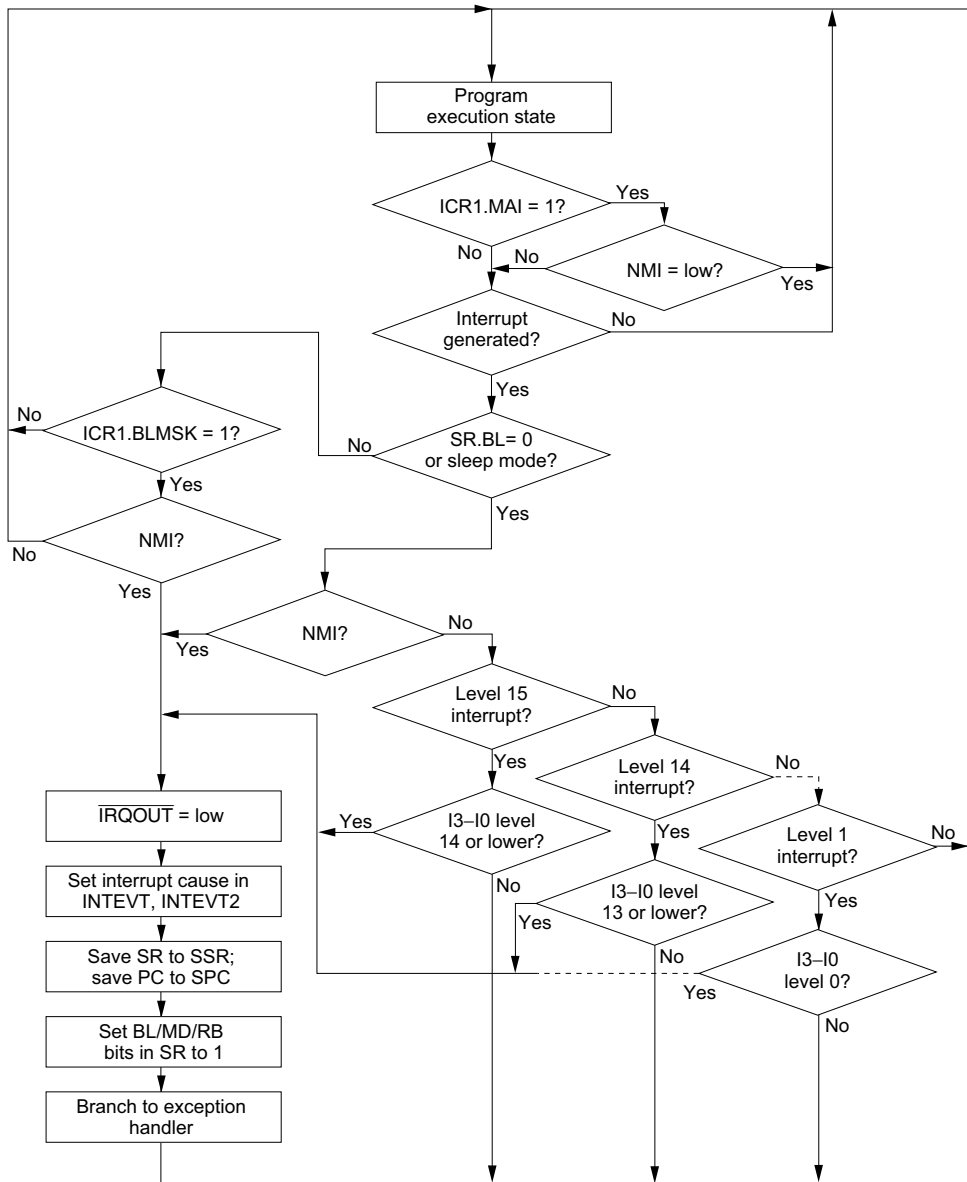 Program
execution state
ICR1.MAI = 1?
Yes
No
No
NMI = low?
Yes
Interrupt
generated?
No
Yes
No
ICR1.BLMSK = 1?
Yes
No
SR.BL= 0
or sleep mode?
Yes
NMI?
No
Yes
NMI?
Yes
No
Level 15
interrupt?
No
Yes
Level 14
interrupt?
No
Yes
Level 1
interrupt?
No
Yes
IRQOUT = low
Yes
I3–I0 level
14 or lower?
No
Yes
I3–I0 level
13 or lower?
No
Yes
I3–I0
level 0?
No
Set interrupt cause in
INTEVT, INTEVT2
Save SR to SSR;
save PC to SPC
Set BL/MD/RB
bits in SR to 1
Branch to exception
handler